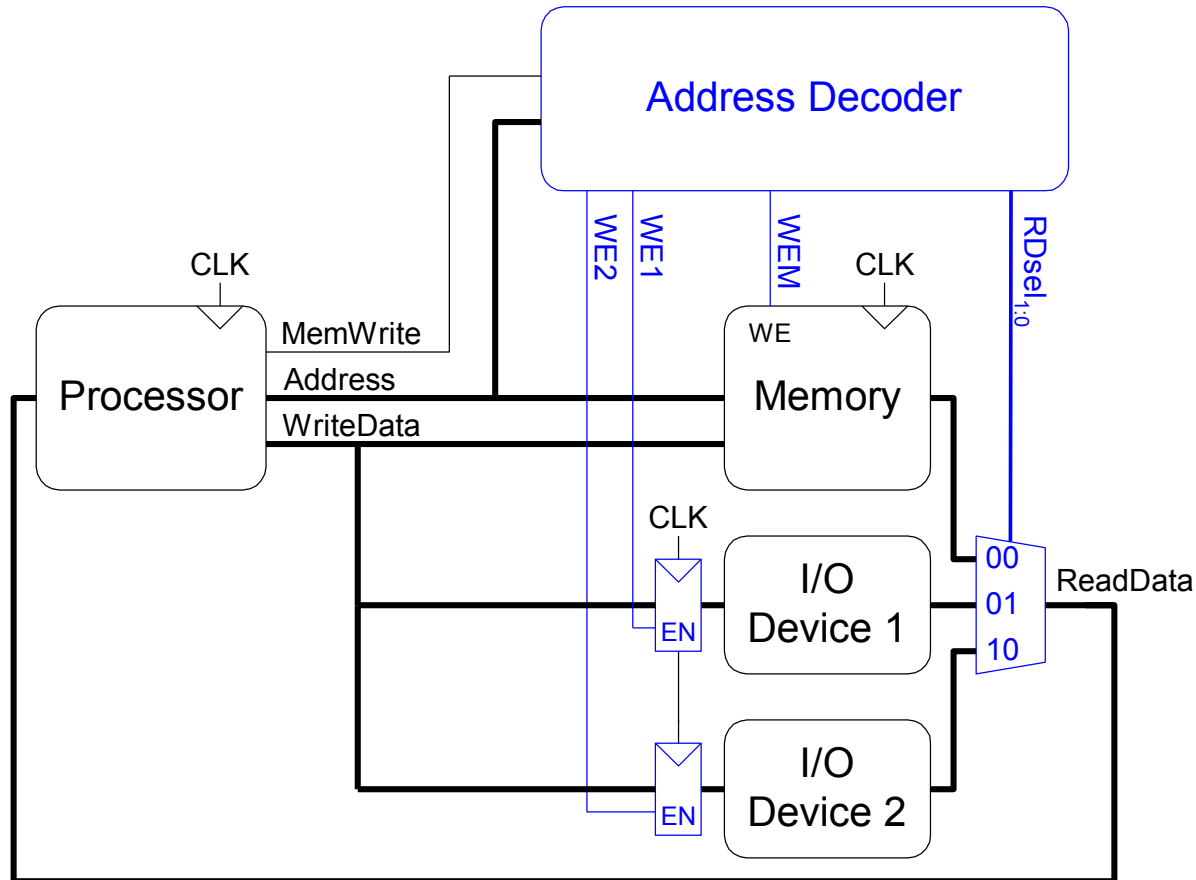 Address Decoder
WE2
WE1
WEM
RDsel1:0
CLK
CLK
MemWrite
WE
Processor
Address
Memory
WriteData
CLK
I/O
Device 1
EN
00
01
10
ReadData
I/O
Device 2
EN